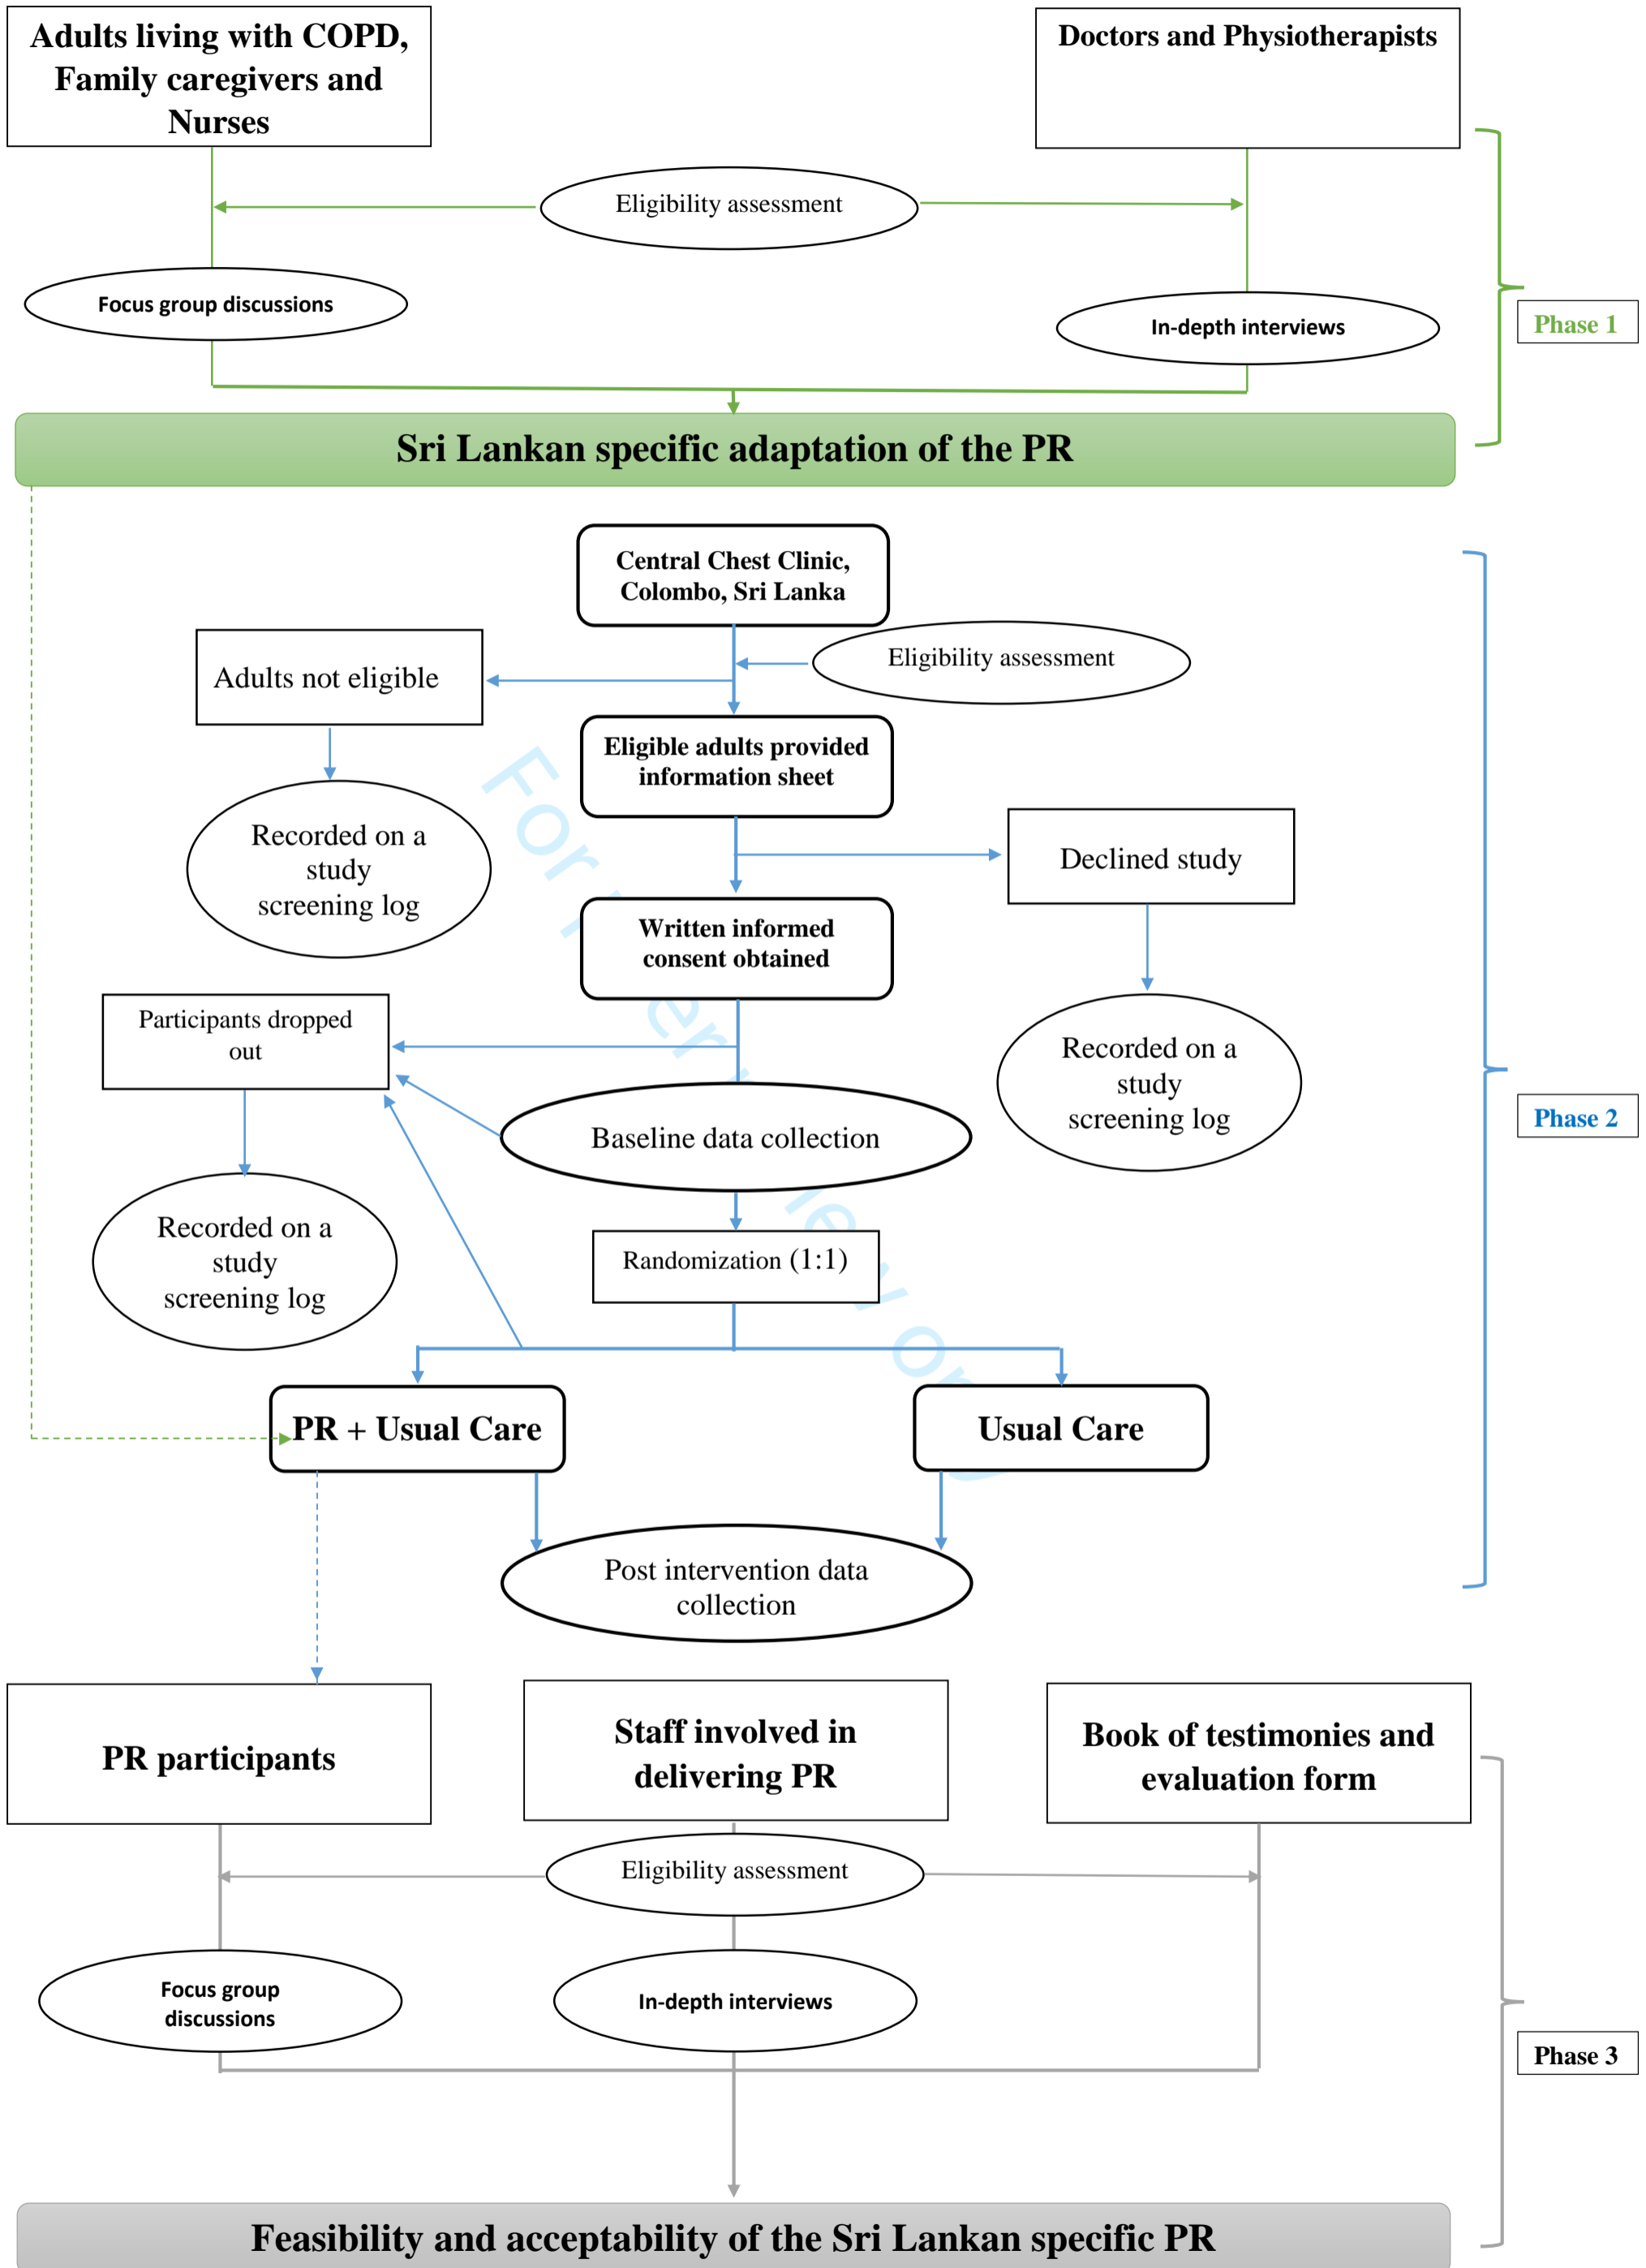 Adults living with COPD,
Family caregivers and
Nurses
Doctors and Physiotherapists
Eligibility assessment
Focus group discussions
In-depth interviews
Phase 1
Sri Lankan specific adaptation of the PR
Central Chest Clinic,
Colombo, Sri Lanka
Eligibility assessment
Adults not eligible
Eligible adults provided
information sheet
Recorded on a
study
screening log
Declined study
Written informed
consent obtained
Participants dropped
out
Recorded on a
study
screening log
Baseline data collection
Phase 2
Recorded on a
study
screening log
Randomization (1:1)
PR + Usual Care
Usual Care
Post intervention data
collection
PR participants
Staff involved in
delivering PR
Book of testimonies and
evaluation form
Eligibility assessment
Focus group
discussions
In-depth interviews
Phase 3
Feasibility and acceptability of the Sri Lankan specific PR